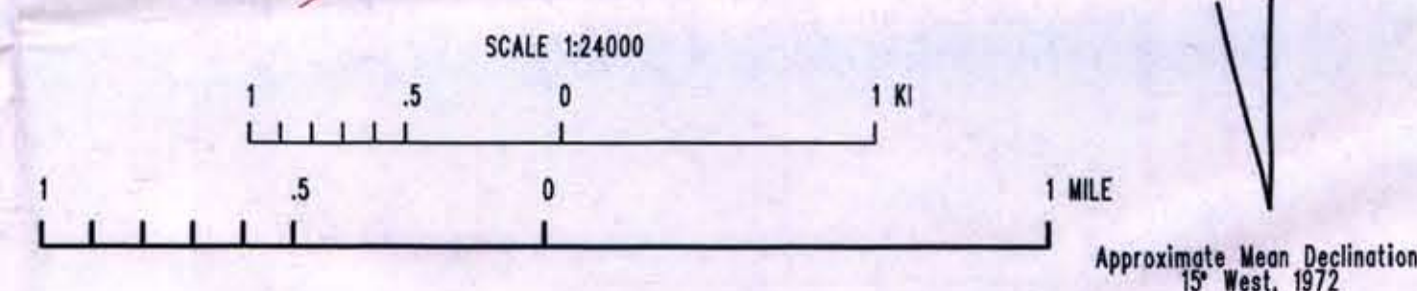 SCALE 1:24000
1 .5 0 1 KI
1 .5 0 1 MILE
Approximate Mean Declination
15° West, 1972